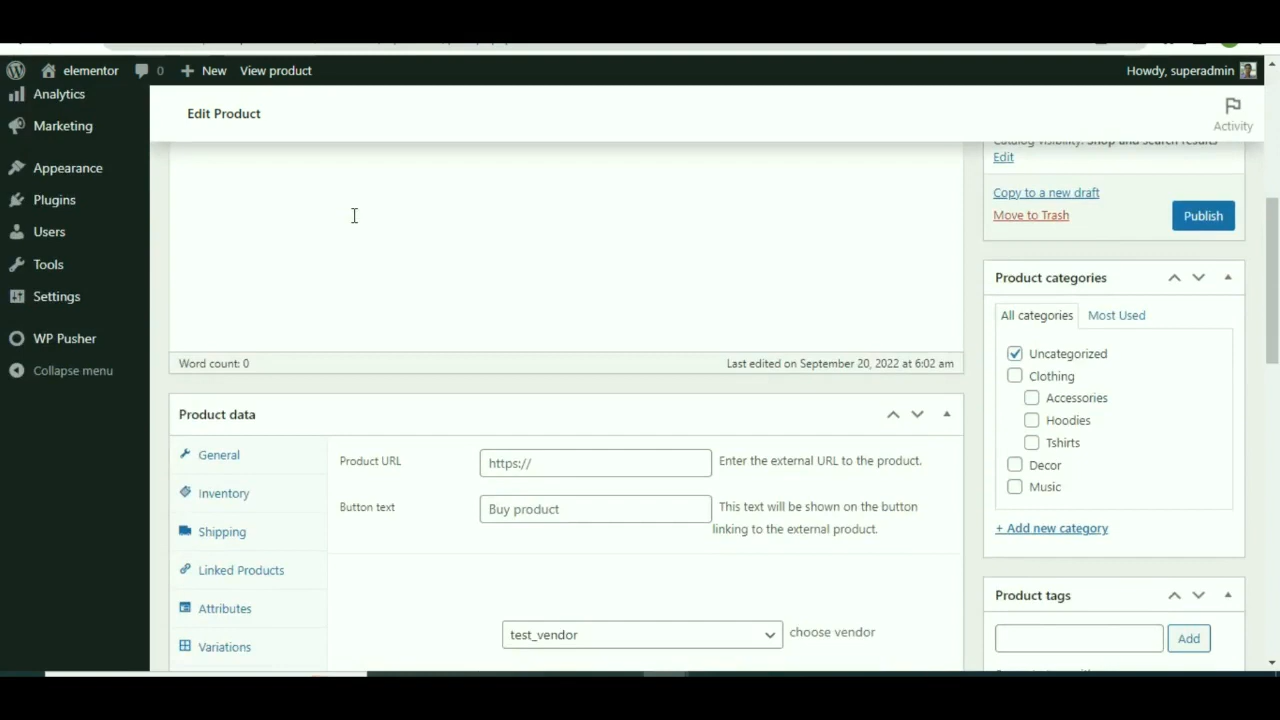 elementor 0 New View product Howdy, superadmin
Analytics
Marketing
Appearance
Plugins
Users
Tools
Settings
WP Pusher
Collapse menu
Edit Product
Activity
Word count: 0 Last edited on September 20, 2022 at 6:02 am
Product data
General
Inventory
Shipping
Linked Products
Attributes
Variations
Product URL https:// Enter the external URL to the product.
Button text Buy product This text will be shown on the button
linking to the external product.
test_vendor choose vendor
Catalog visibility: Shop and search results
Edit
Copy to a new draft
Move to Trash Publish
Product categories
All categories Most Used
Uncategorized
Clothing
Accessories
Hoodies
Tshirts
Decor
Music
+ Add new category
Product tags
Add